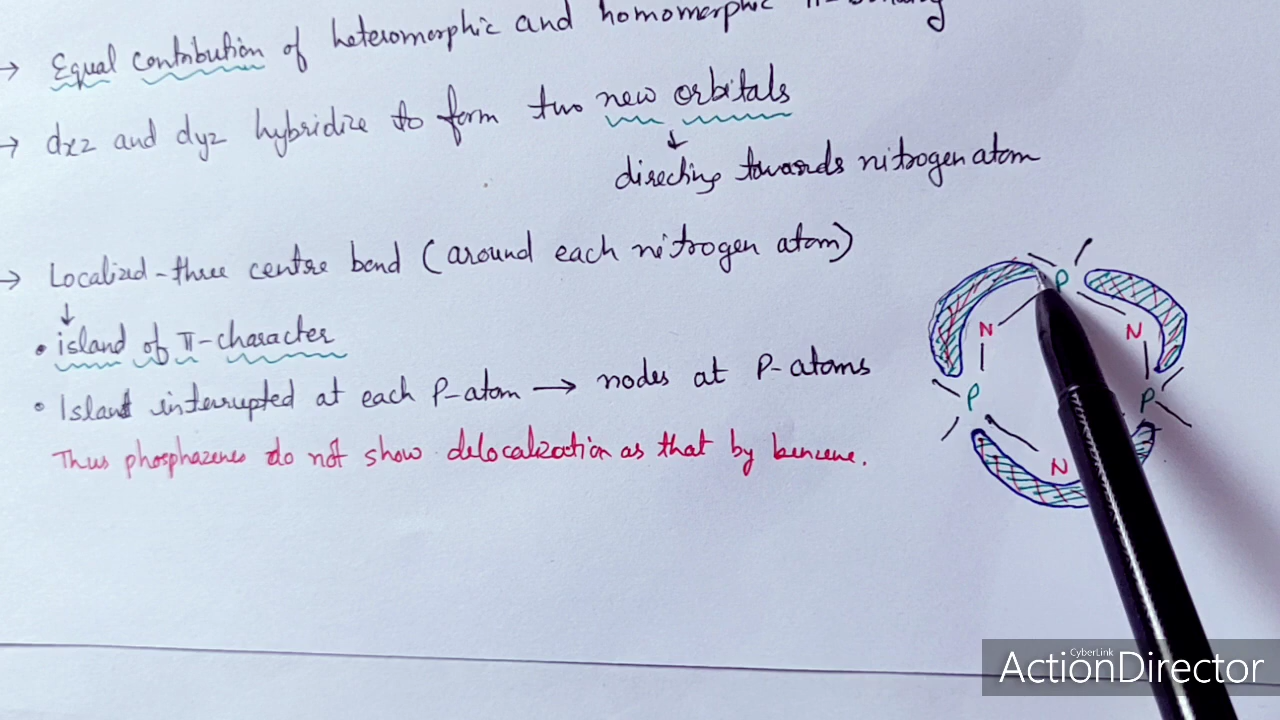 → Equal contribution of heteromorphic and homomorphic π-bonding
→ dxz and dyz hybridize to form two new orbitals
↓
directing towards nitrogen atom
→ Localized-three centre bond (around each nitrogen atom)
↓
• island of π-character
• Island interrupted at each P-atom → nodes at P-atoms
Thus phosphazenes do not show delocalization as that by benzene.
P
N N
P P
N
CyberLink
ActionDirector